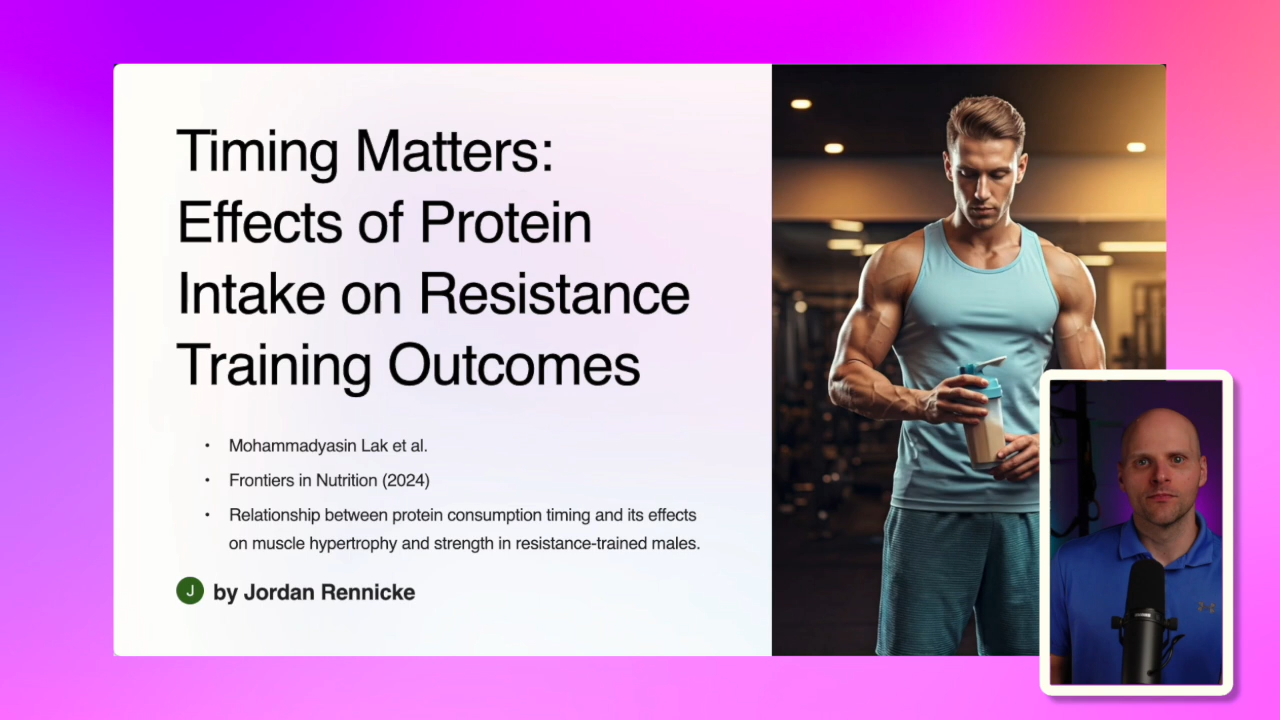 Timing Matters:
Effects of Protein
Intake on Resistance
Training Outcomes
• Mohammadyasin Lak et al.
• Frontiers in Nutrition (2024)
• Relationship between protein consumption timing and its effects
on muscle hypertrophy and strength in resistance-trained males.
J by Jordan Rennicke